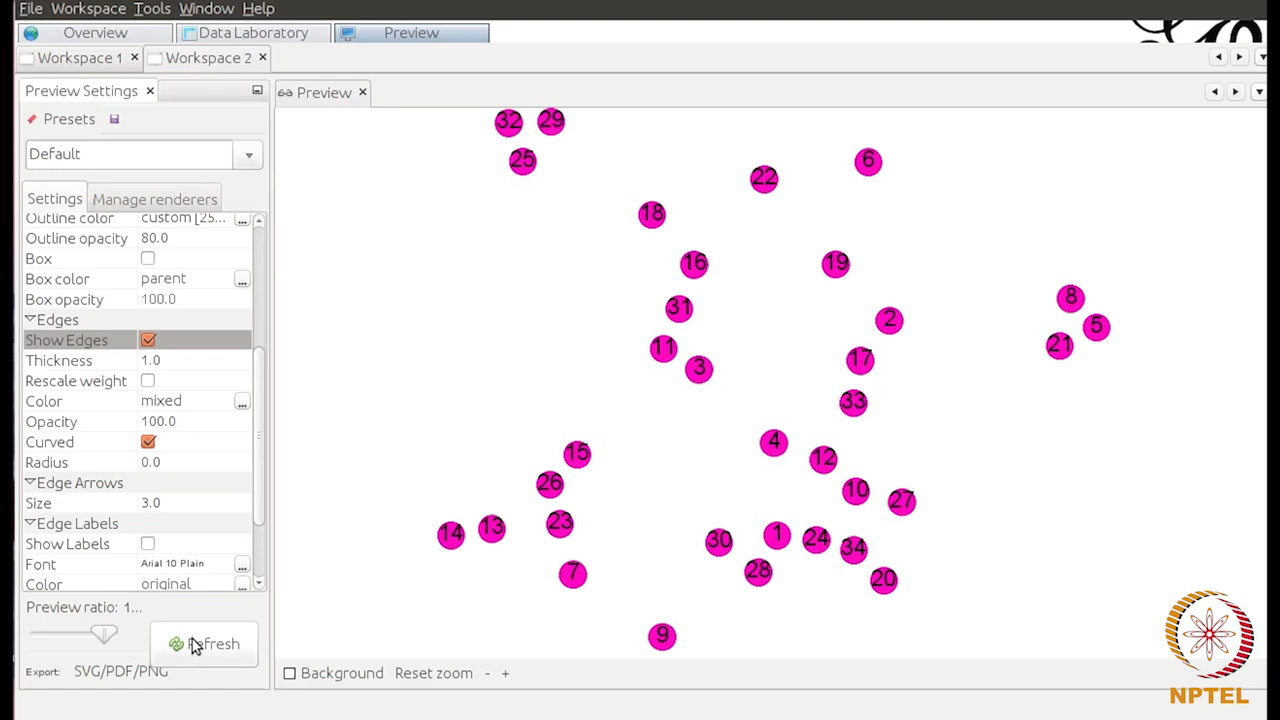 File Workspace Tools Window Help
Overview Data Laboratory Preview
Workspace 1 Workspace 2
Preview Settings
Preview
Presets
Default
Settings Manage renderers
Outline color custom [25...
Outline opacity 80.0
Box
Box color parent
Box opacity 100.0
Edges
Show Edges
Thickness 1.0
Rescale weight
Color mixed
Opacity 100.0
Curved
Radius 0.0
Edge Arrows
Size 3.0
Edge Labels
Show Labels
Font Arial 10 Plain
Color original
Preview ratio: 1...
Refresh
Export: SVG/PDF/PNG
32 29
25
6
22
18
16 19
8
31
2
5
21
11
17
3
33
4
15
12
26
10
27
23
13
14
1
24
30
34
28
7
20
9
Background Reset zoom - +
NPTEL